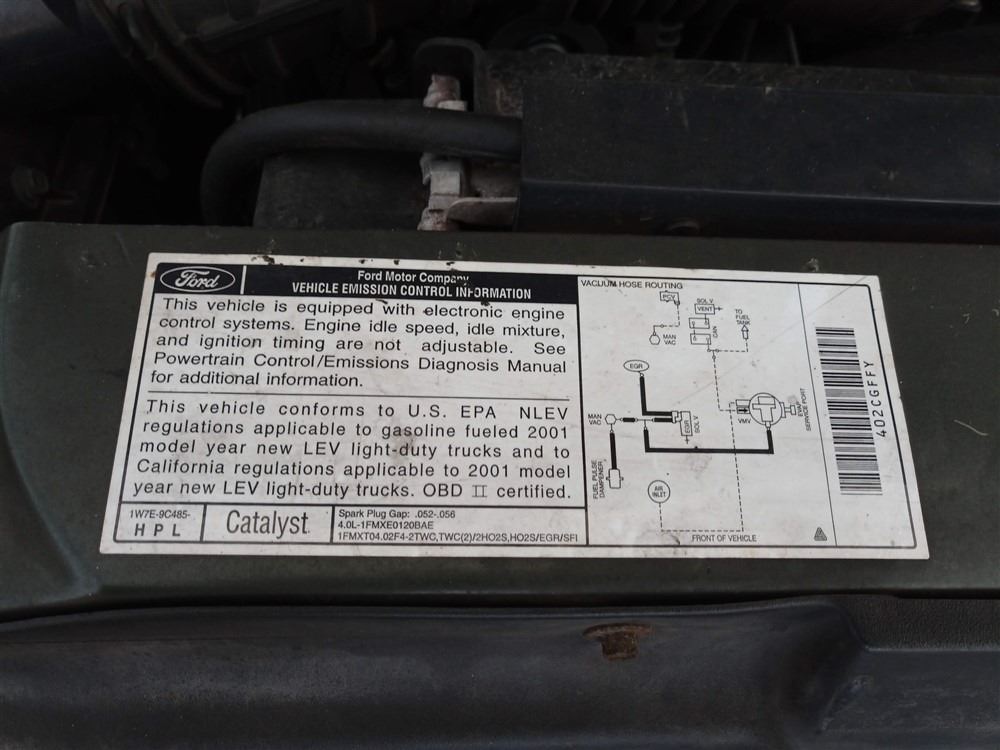 Ford
Ford Motor Company
VEHICLE EMISSION CONTROL INFORMATION
This vehicle is equipped with electronic engine
control systems. Engine idle speed, idle mixture,
and ignition timing are not adjustable. See
Powertrain Control/Emissions Diagnosis Manual
for additional information.
This vehicle conforms to U.S. EPA NLEV
regulations applicable to gasoline fueled 2001
model year new LEV light-duty trucks and to
California regulations applicable to 2001 model
year new LEV light-duty trucks. OBD II certified.
1W7E-9C485-
HPL
Catalyst
Spark Plug Gap: .052-.056
4.0L-1FMXE0120BAE
1FMXT04.02F4-2TWC,TWC(2)/2HO2S,HO2S/EGR/SFI
VACUUM HOSE ROUTING
PCV
SOL V.
VENT
TO
FUEL
TANK
MAN
VAC
CAN
EGR
MAN
VAC
EGR
SOL V.
VMV
EVAP
SERVICE PORT
FUEL PULSE
DAMPENER
AIR
INLET
FRONT OF VEHICLE
402CGFFY